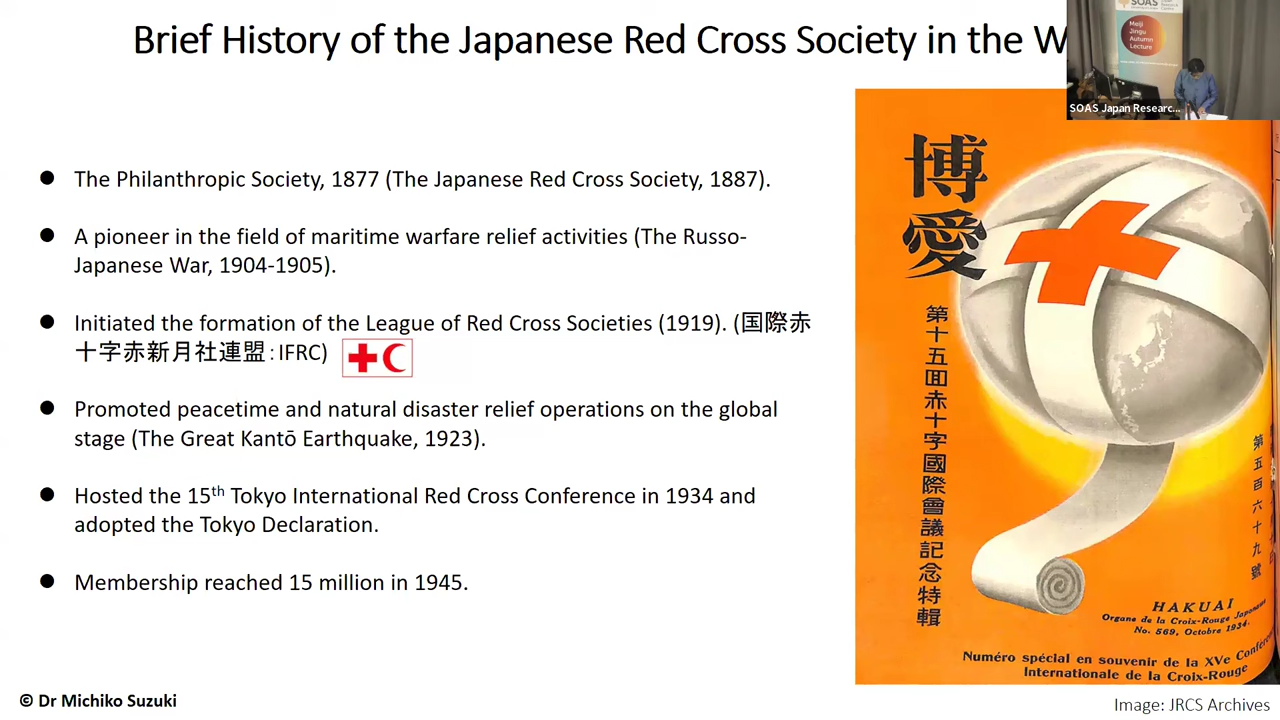 Brief History of the Japanese Red Cross Society in the W
SOAS
Meiji
Jingu
Autumn
Lecture
SOAS Japan Researc...
● The Philanthropic Society, 1877 (The Japanese Red Cross Society, 1887).
● A pioneer in the field of maritime warfare relief activities (The Russo-
Japanese War, 1904-1905).
● Initiated the formation of the League of Red Cross Societies (1919). (国際赤
十字赤新月社連盟:IFRC)
● Promoted peacetime and natural disaster relief operations on the global
stage (The Great Kantō Earthquake, 1923).
● Hosted the 15th Tokyo International Red Cross Conference in 1934 and
adopted the Tokyo Declaration.
● Membership reached 15 million in 1945.
博愛
第十五回赤十字國際會議記念特輯
第五百六十九號
HAKUAI
Organe de la Croix-Rouge Japonaise
No. 569, Octobre 1934.
Numéro spécial en souvenir de la XVe Confére
Internationale de la Croix-Rouge
© Dr Michiko Suzuki
Image: JRCS Archives